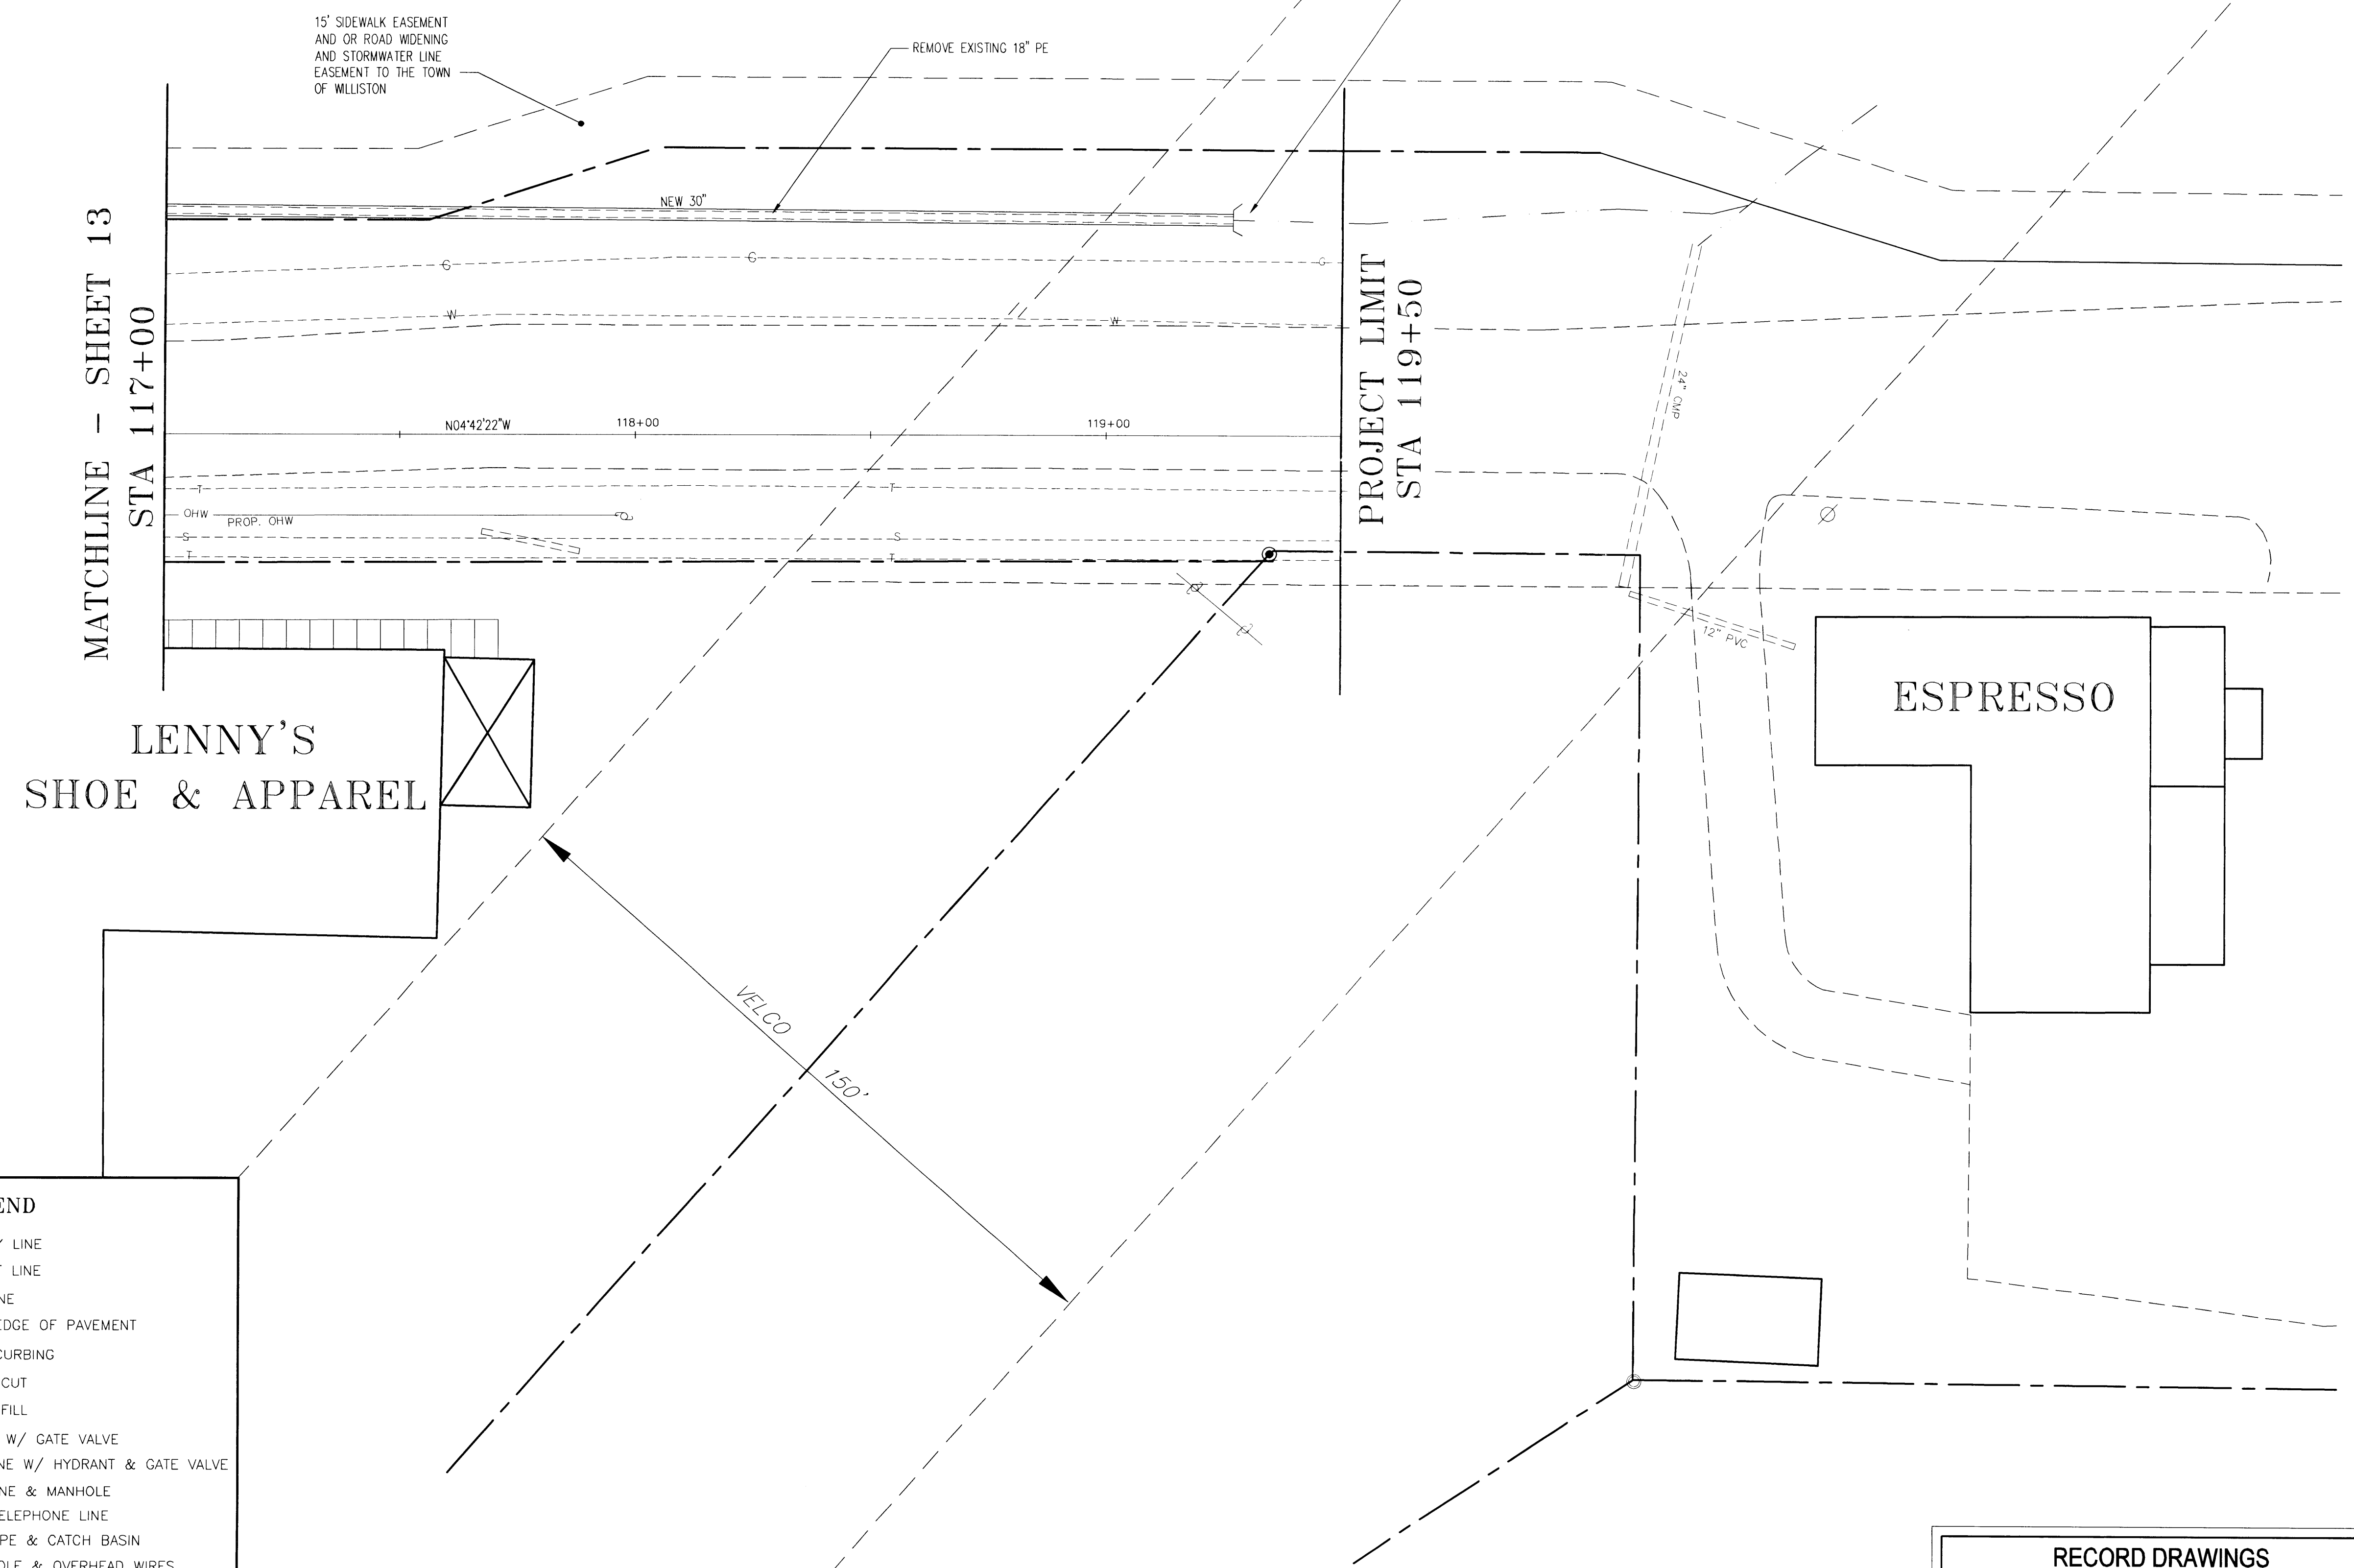 15' SIDEWALK EASEMENT
AND OR ROAD WIDENING
AND STORMWATER LINE
EASEMENT TO THE TOWN
OF WILLISTON
REMOVE EXISTING 18" PE
NEW 30"
G
G
G
W
W
MATCHLINE - SHEET 13
STA 117+00
PROJECT LIMIT
STA 119+50
24" CMP
N04°42'22"W
118+00
119+00
T
T
OHW
PROP. OHW
S
S
T
T
12" PVC
LENNY'S
SHOE & APPAREL
ESPRESSO
VELCO
150'
END
Y LINE
T LINE
NE
EDGE OF PAVEMENT
CURBING
CUT
FILL
W/ GATE VALVE
NE W/ HYDRANT & GATE VALVE
NE & MANHOLE
ELEPHONE LINE
PE & CATCH BASIN
OLE & OVERHEAD WIRES
RECORD DRAWINGS